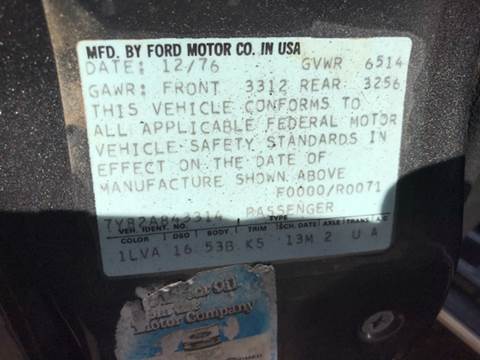 MFD. BY FORD MOTOR CO. IN USA
DATE: 12/76 GVWR 6514
GAWR: FRONT 3312 REAR 3256
THIS VEHICLE CONFORMS TO
ALL APPLICABLE FEDERAL MOTOR
VEHICLE SAFETY STANDARDS IN
EFFECT ON THE DATE OF
MANUFACTURE SHOWN ABOVE
F0000/R0071
7Y82A843314 PASSENGER
VEH. IDENT. NO. TYPE
COLOR DSO BODY TRIM SCH. DATE AXLE TRANS A/C
1LVA 16 53B K5 13M 2 U A
Motor Oil
Motor Company